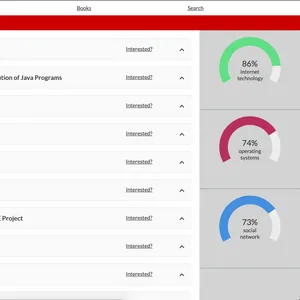 Books Search
Interested?
ution of Java Programs Interested?
Interested?
Interested?
Interested?
Interested?
Project Interested?
Interested?
Interested?
86%
internet
technology
74%
operating
systems
73%
social
network